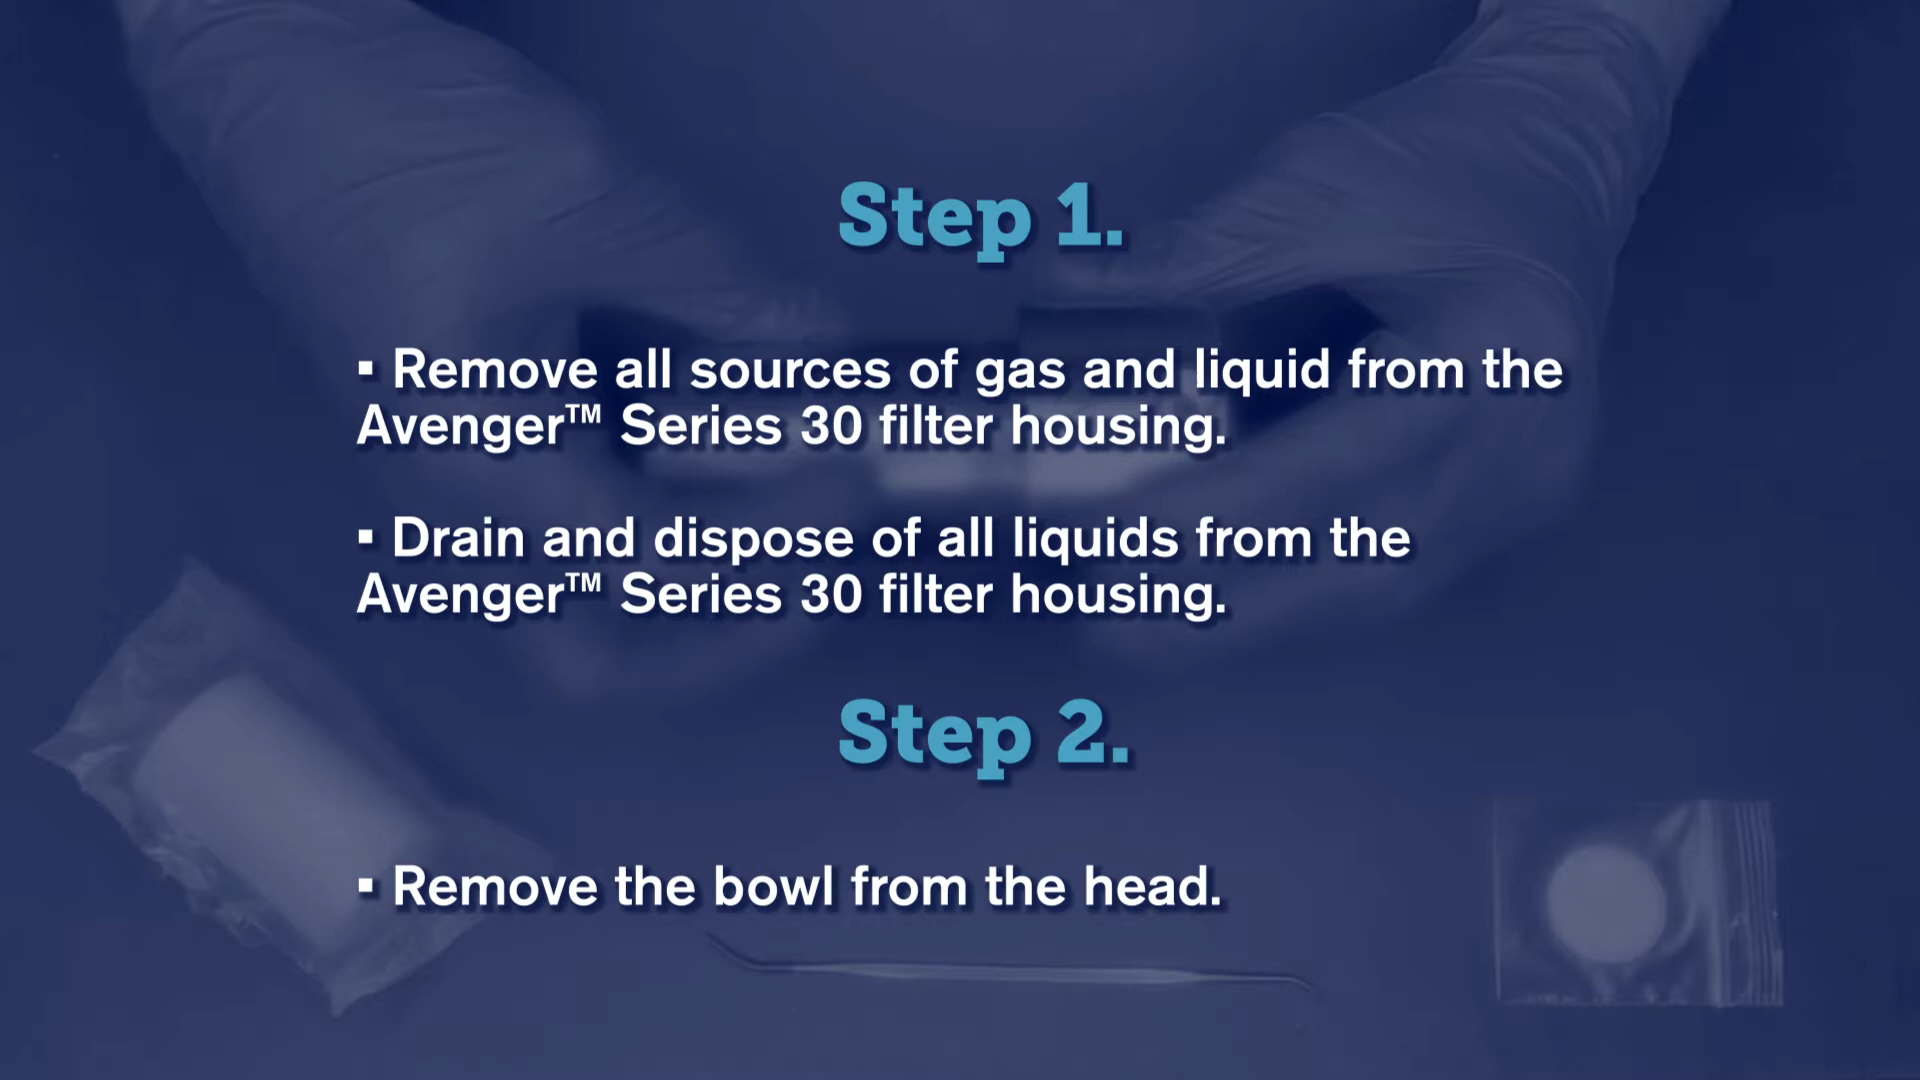 Step 1.
▪ Remove all sources of gas and liquid from the
Avenger™ Series 30 filter housing.
▪ Drain and dispose of all liquids from the
Avenger™ Series 30 filter housing.
Step 2.
▪ Remove the bowl from the head.